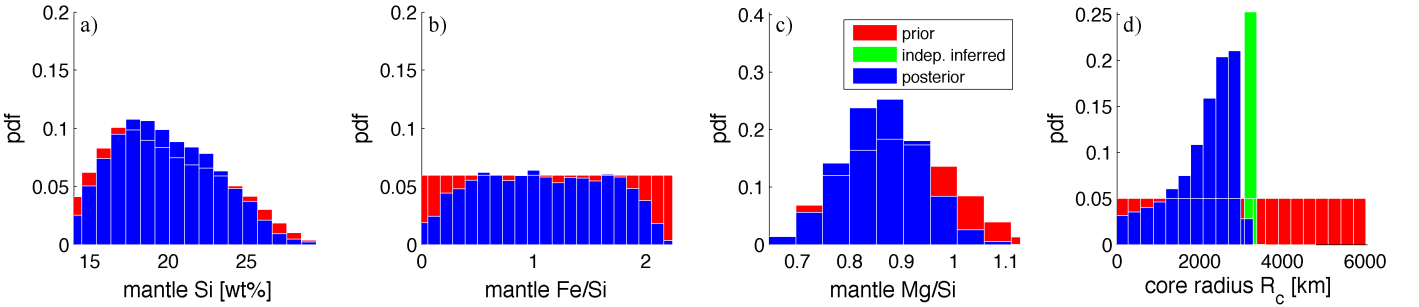 a)
0.2
0.15
0.1
0.05
0
pdf
15 20 25
mantle Si [wt%]
b)
0.2
0.15
0.1
0.05
0
pdf
0 1 2
mantle Fe/Si
c)
0.4
0.3
0.2
0.1
0
pdf
prior
indep. inferred
posterior
0.7 0.8 0.9 1 1.1
mantle Mg/Si
d)
0.25
0.2
0.15
0.1
0.05
0
pdf
0 2000 4000 6000
core radius R_c [km]